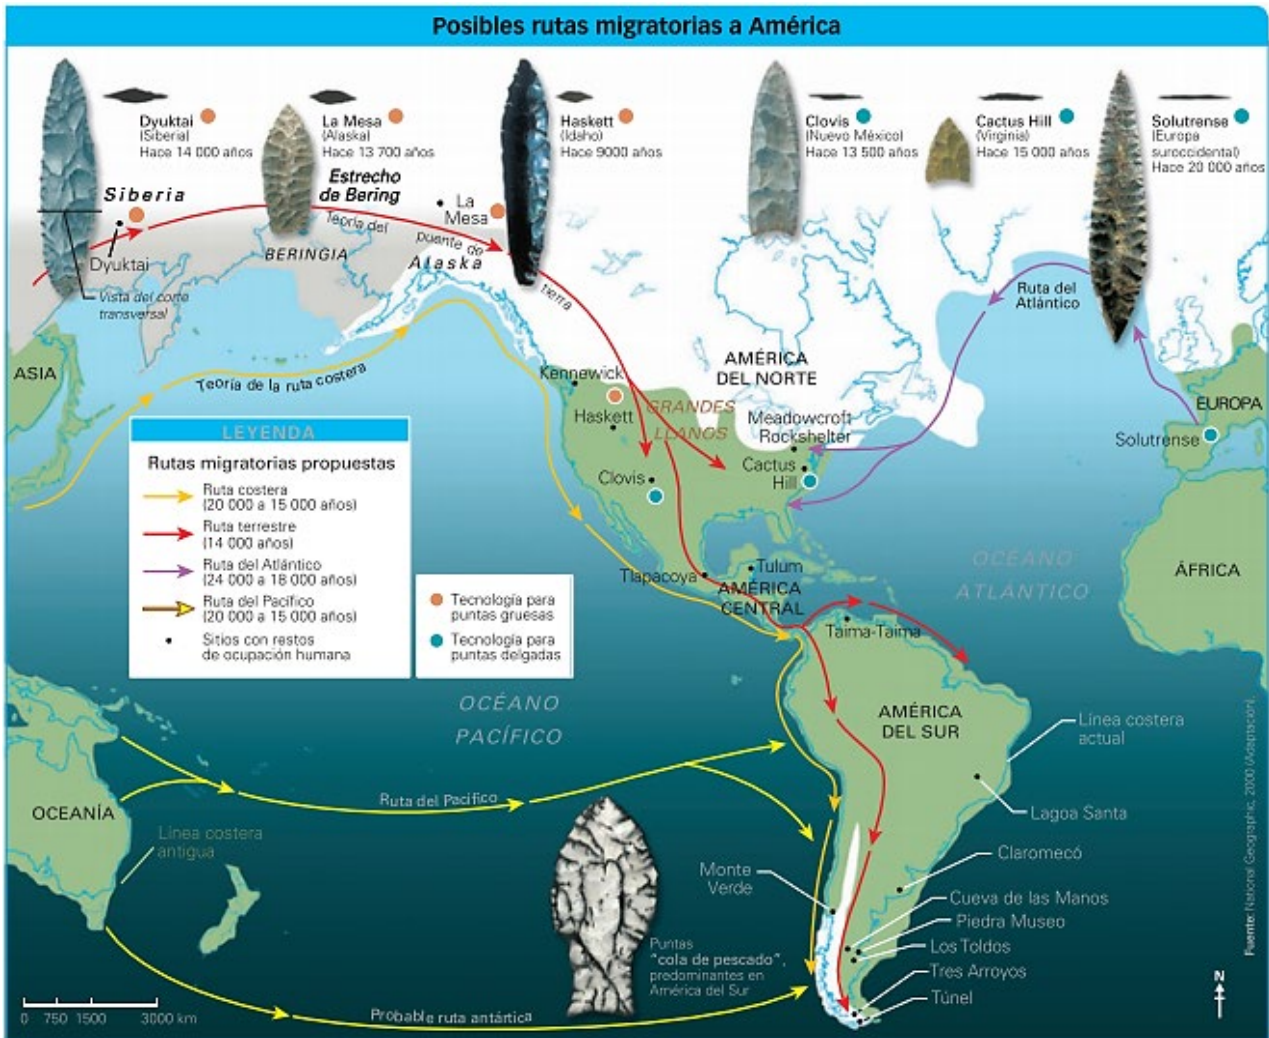 Posibles rutas migratorias a América
Dyuktai
(Siberia)
Hace 14 000 años
La Mesa
(Alaska)
Hace 13 700 años
Haskett
(Idaho)
Hace 9000 años
Clovis
(Nuevo México)
Hace 13 500 años
Cactus Hill
(Virginia)
Hace 15 000 años
Solutrense
(Europa
suroccidental)
Hace 20 000 años
Siberia
Estrecho
de Bering
La
Mesa
Teoría del
puente de
tierra
BERINGIA
Alaska
Dyuktai
Vista del corte
transversal
Ruta del
Atlántico
ASIA
Teoría de la ruta costera
Kennewick
AMÉRICA
DEL NORTE
Haskett
GRANDES
LLANOS
Meadowcroft
Rockshelter
EUROPA
Solutrense
Cactus
Hill
Clovis
LEYENDA
Rutas migratorias propuestas
Ruta costera
(20 000 a 15 000 años)
Ruta terrestre
(14 000 años)
Ruta del Atlántico
(24 000 a 18 000 años)
Ruta del Pacífico
(20 000 a 15 000 años)
Sitios con restos
de ocupación humana
Tecnología para
puntas gruesas
Tecnología para
puntas delgadas
Tlapacoya
Tulum
AMÉRICA
CENTRAL
OCÉANO
ATLÁNTICO
ÁFRICA
Taima-Taima
OCÉANO
PACÍFICO
AMÉRICA
DEL SUR
Línea costera
actual
OCEANÍA
Ruta del Pacífico
Línea costera
antigua
Lagoa Santa
Claromecó
Monte
Verde
Cueva de las Manos
Piedra Museo
Los Toldos
Tres Arroyos
Túnel
Puntas
"cola de pescado",
predominantes en
América del Sur
Probable ruta antártica
0 750 1500 3000 km
N
Fuente: National Geographic, 2000 (Adaptación).